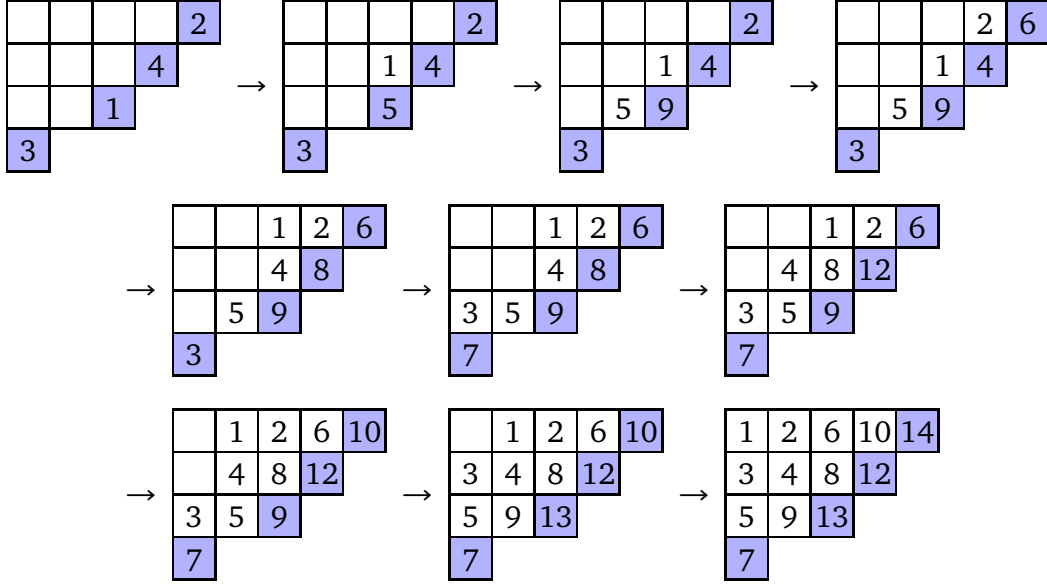 2 2 2 2 6
4 → 1 4 → 1 4 → 1 4
1 5 5 9 5 9
3 3 3 3
1 2 6 1 2 6 1 2 6
→ 4 8 → 4 8 → 4 8 12
5 9 3 5 9 3 5 9
3 7 7
1 2 6 10 1 2 6 10 1 2 6 10 14
→ 4 8 12 → 3 4 8 12 → 3 4 8 12
3 5 9 5 9 13 5 9 13
7 7 7